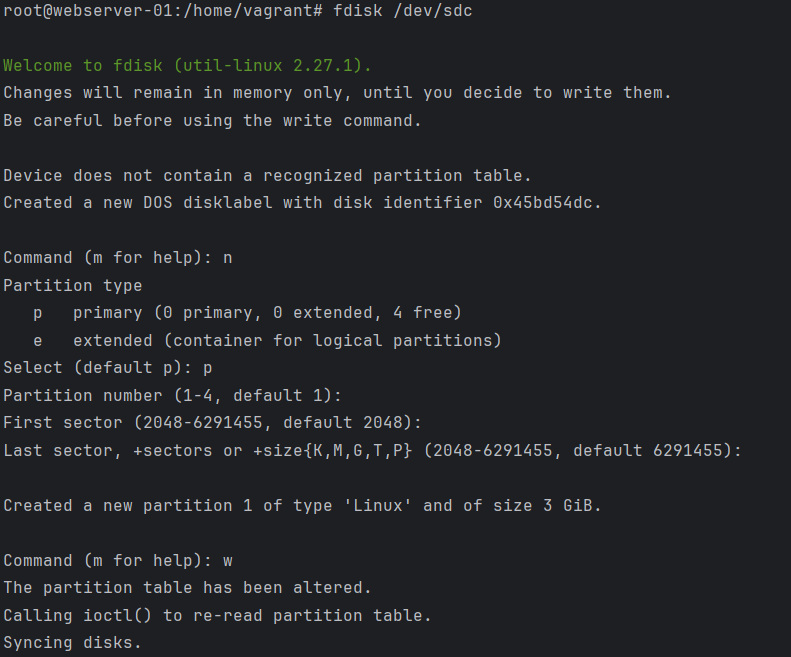 root@webserver-01:/home/vagrant# fdisk /dev/sdc
Welcome to fdisk (util-linux 2.27.1).
Changes will remain in memory only, until you decide to write them.
Be careful before using the write command.
Device does not contain a recognized partition table.
Created a new DOS disklabel with disk identifier 0x45bd54dc.
Command (m for help): n
Partition type
   p   primary (0 primary, 0 extended, 4 free)
   e   extended (container for logical partitions)
Select (default p): p
Partition number (1-4, default 1):
First sector (2048-6291455, default 2048):
Last sector, +sectors or +size{K,M,G,T,P} (2048-6291455, default 6291455):
Created a new partition 1 of type 'Linux' and of size 3 GiB.
Command (m for help): w
The partition table has been altered.
Calling ioctl() to re-read partition table.
Syncing disks.